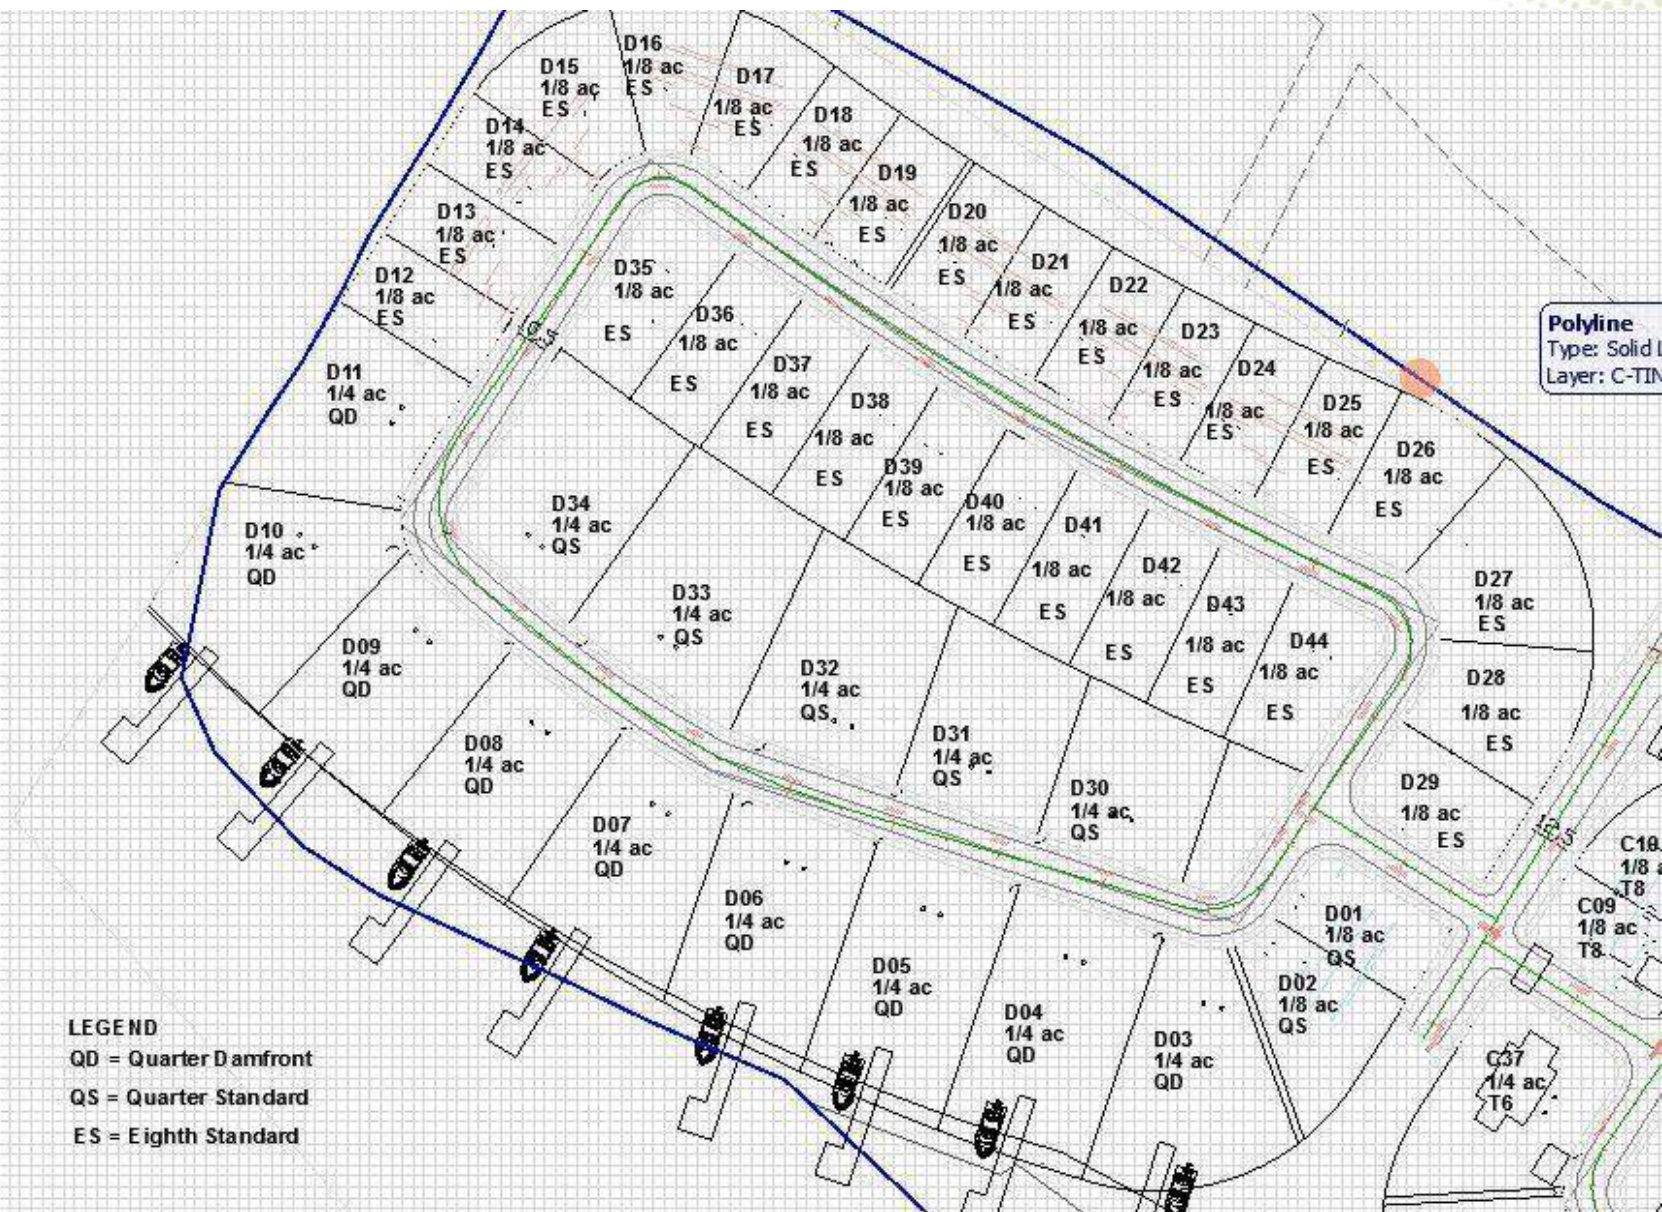 D16
1/8 ac
ES
D15
1/8 ac
ES
D17
1/8 ac
ES
D14
1/8 ac
ES
D18
1/8 ac
ES
D19
1/8 ac
ES
D13
1/8 ac
ES
D20
1/8 ac
ES
D12
1/8 ac
ES
D35
1/8 ac
ES
D21
1/8 ac
ES
D22
1/8 ac
ES
D36
1/8 ac
ES
D23
1/8 ac
ES
Polyline
Type: Solid L
Layer: C-TIN
D11
1/4 ac
QD
D37
1/8 ac
ES
D24
1/8 ac
ES
D38
1/8 ac
ES
D25
1/8 ac
ES
D26
1/8 ac
ES
D39
1/8 ac
ES
D34
1/4 ac
QS
D40
1/8 ac
ES
D10
1/4 ac
QD
D41
1/8 ac
ES
D42
1/8 ac
ES
D27
1/8 ac
ES
D33
1/4 ac
QS
D43
1/8 ac
ES
D09
1/4 ac
QD
D44
1/8 ac
ES
D32
1/4 ac
QS
D28
1/8 ac
ES
D08
1/4 ac
QD
D31
1/4 ac
QS
D30
1/4 ac
QS
D29
1/8 ac
ES
D07
1/4 ac
QD
C10
1/8 a
T8
D06
1/4 ac
QD
D01
1/8 ac
QS
C09
1/8 ac
T8
D05
1/4 ac
QD
D02
1/8 ac
QS
D04
1/4 ac
QD
D03
1/4 ac
QD
C37
1/4 ac
T6
LEGEND
QD = Quarter Damfront
QS = Quarter Standard
ES = Eighth Standard